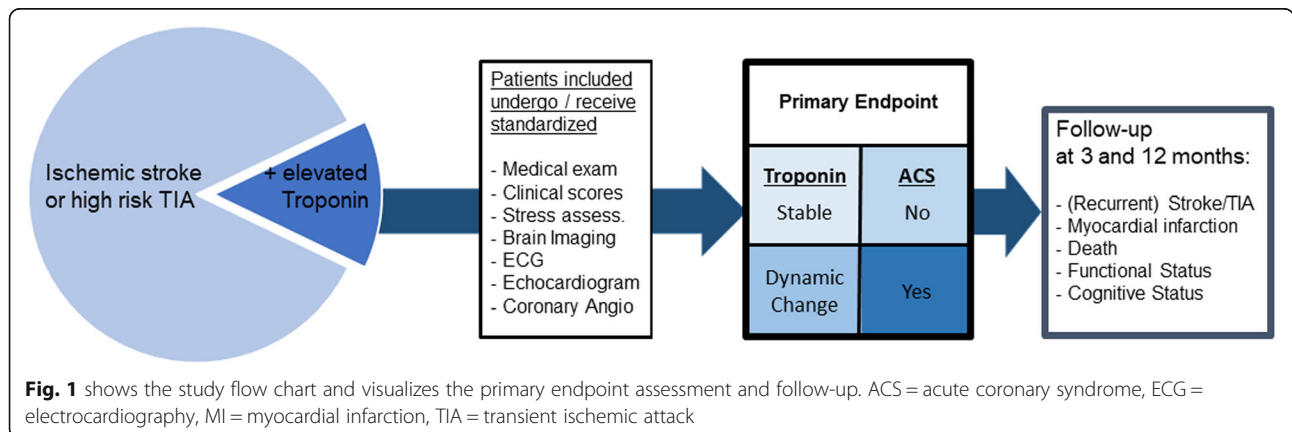 Ischemic stroke
or high risk TIA
+ elevated
Troponin
Patients included
undergo / receive
standardized
- Medical exam
- Clinical scores
- Stress assess.
- Brain Imaging
- ECG
- Echocardiogram
- Coronary Angio
Primary Endpoint
Troponin
Stable
ACS
No
Dynamic
Change
Yes
Follow-up
at 3 and 12 months:
- (Recurrent) Stroke/TIA
- Myocardial infarction
- Death
- Functional Status
- Cognitive Status
Fig. 1 shows the study flow chart and visualizes the primary endpoint assessment and follow-up. ACS = acute coronary syndrome, ECG =
electrocardiography, MI = myocardial infarction, TIA = transient ischemic attack